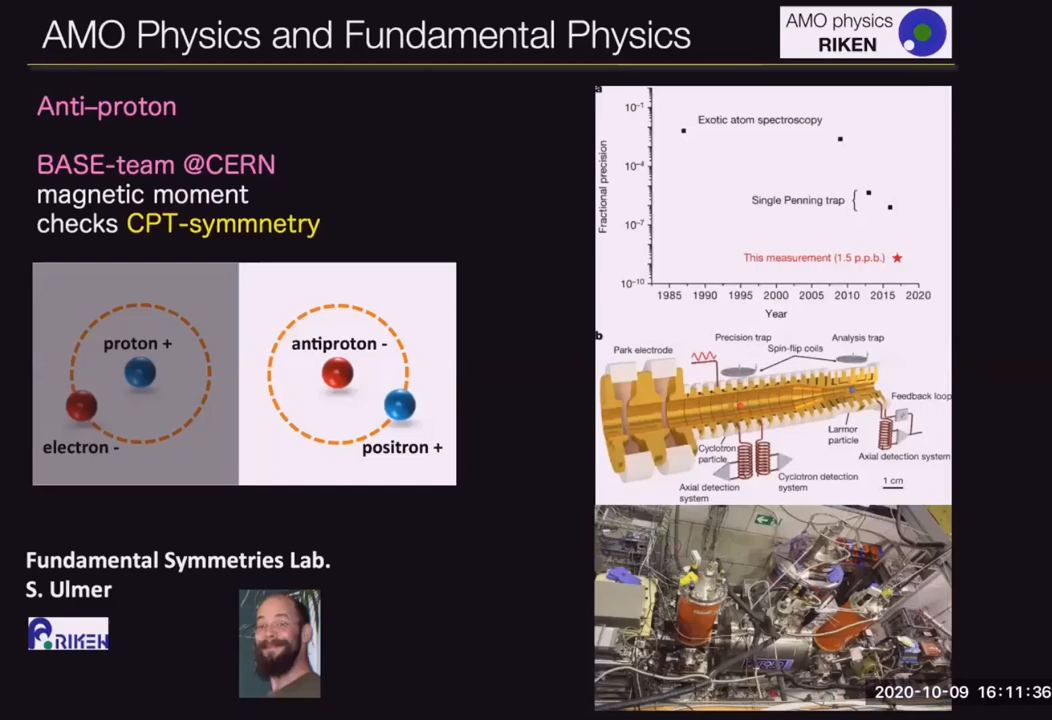 AMO Physics and Fundamental Physics
AMO physics
RIKEN
Anti–proton
BASE-team @CERN
magnetic moment
checks CPT-symmnetry
proton +
electron -
antiproton -
positron +
Fundamental Symmetries Lab.
S. Ulmer
RIKEN
a
Fractional precision
10⁻¹
10⁻⁴
10⁻⁷
10⁻¹⁰
Exotic atom spectroscopy
Single Penning trap
This measurement (1.5 p.p.b.)
1985 1990 1995 2000 2005 2010 2015 2020
Year
b
Park electrode
Precision trap
Spin-flip coils
Analysis trap
Feedback loop
Cyclotron
particle
Larmor
particle
Axial detection
system
Cyclotron detection
system
Axial detection system
1 cm
2020-10-09 16:11:36